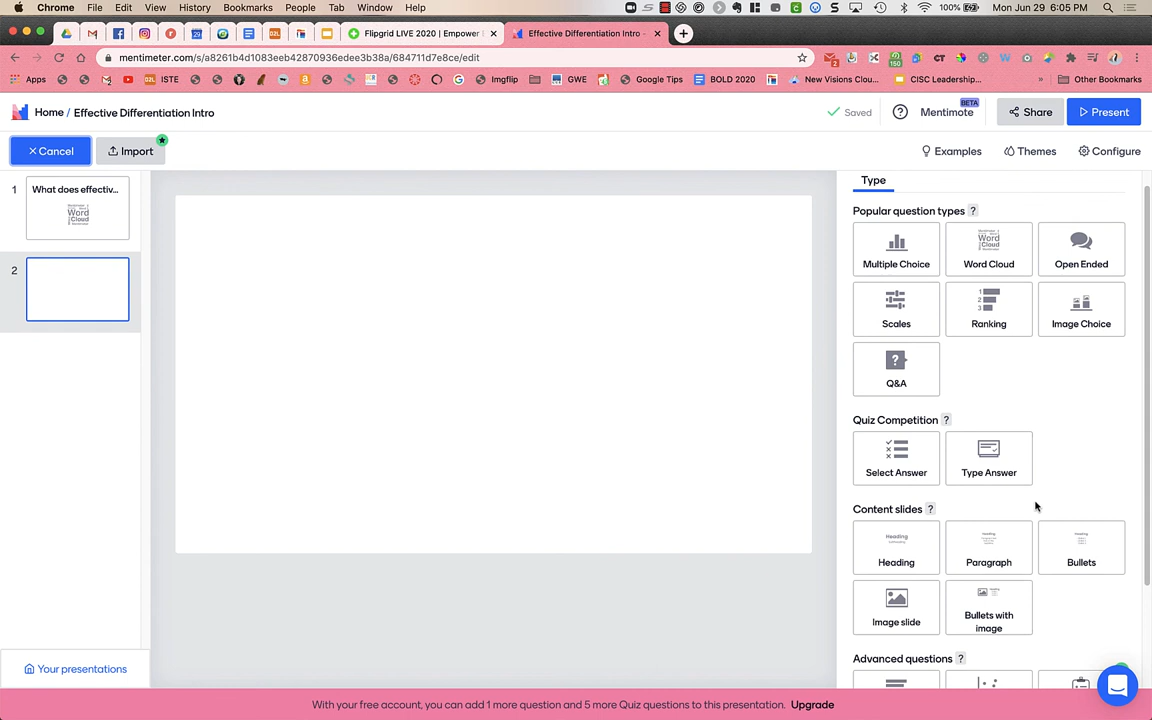 Chrome File Edit View History Bookmarks People Tab Window Help 100% Mon Jun 29 6:05 PM
Flipgrid LIVE 2020 | Empower Effective Differentiation Intro -
mentimeter.com/s/a8261b4d1083eeb42870936edee3b38a/684711d7e8ce/edit
Apps ISTE Imgflip GWE Google Tips BOLD 2020 New Visions Clou... CISC Leadership... » Other Bookmarks
Home / Effective Differentiation Intro Saved ? Mentimote BETA Share Present
Cancel Import Examples Themes Configure
1 What does effectiv...
Word Cloud
2
Type
Popular question types ?
Multiple Choice Word Cloud Open Ended
Scales Ranking Image Choice
Q&A
Quiz Competition ?
Select Answer Type Answer
Content slides ?
Heading Paragraph Bullets
Image slide Bullets with image
Advanced questions ?
Your presentations
With your free account, you can add 1 more question and 5 more Quiz questions to this presentation. Upgrade